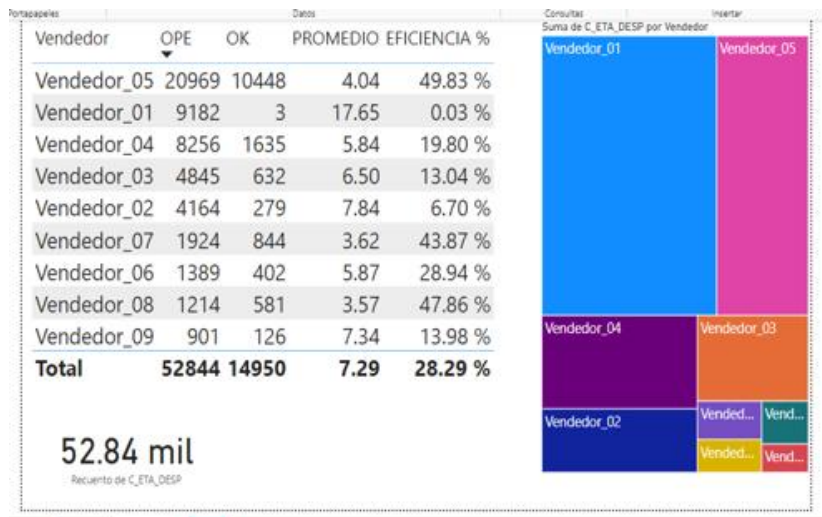 Portapapeles Datos Consultas Insertar
Vendedor OPE OK PROMEDIO EFICIENCIA %
Vendedor_05 20969 10448 4.04 49.83 %
Vendedor_01 9182 3 17.65 0.03 %
Vendedor_04 8256 1635 5.84 19.80 %
Vendedor_03 4845 632 6.50 13.04 %
Vendedor_02 4164 279 7.84 6.70 %
Vendedor_07 1924 844 3.62 43.87 %
Vendedor_06 1389 402 5.87 28.94 %
Vendedor_08 1214 581 3.57 47.86 %
Vendedor_09 901 126 7.34 13.98 %
Total 52844 14950 7.29 28.29 %
52.84 mil
Recuento de C_ETA_DESP
Suma de C_ETA_DESP por Vendedor
Vendedor_01 Vendedor_05
Vendedor_04 Vendedor_03
Vendedor_02 Vended... Vend...
Vended... Vend...